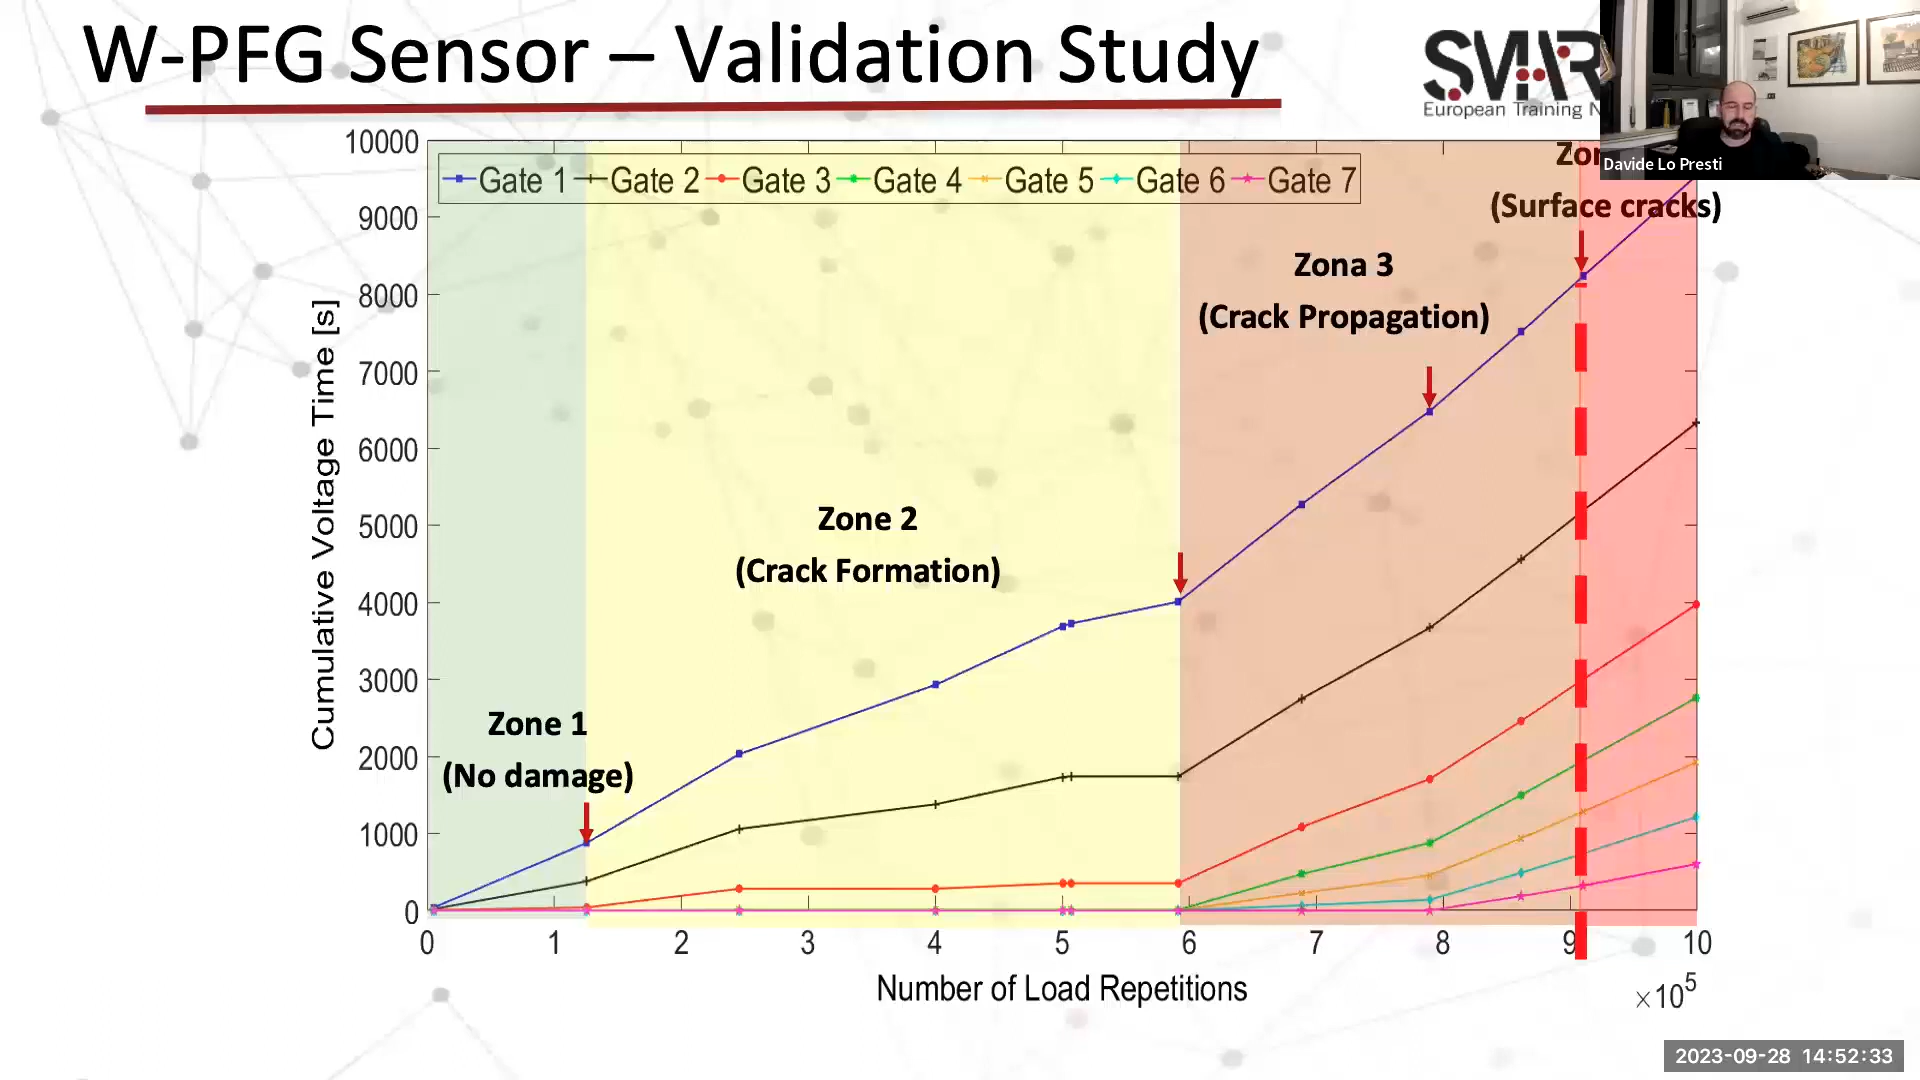 W-PFG Sensor – Validation Study
European Training N
Davide Lo Presti
(Surface cracks)
Gate 1 Gate 2 Gate 3 Gate 4 Gate 5 Gate 6 Gate 7
Zona 3
(Crack Propagation)
Zone 2
(Crack Formation)
Zone 1
(No damage)
Cumulative Voltage Time [s]
10000
9000
8000
7000
6000
5000
4000
3000
2000
1000
0
0 1 2 3 4 5 6 7 8 9 10
Number of Load Repetitions
×10⁵
2023-09-28 14:52:33